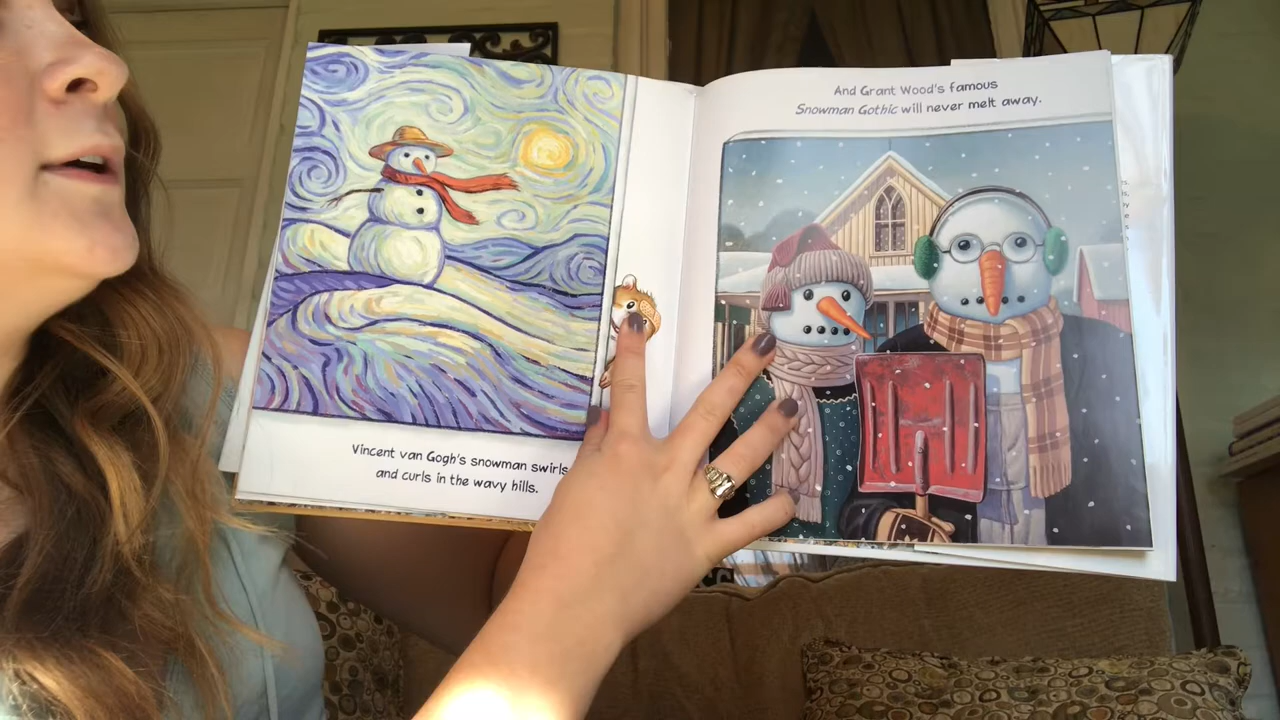 Vincent van Gogh's snowman swirls
and curls in the wavy hills.
And Grant Wood's famous
Snowman Gothic will never melt away.